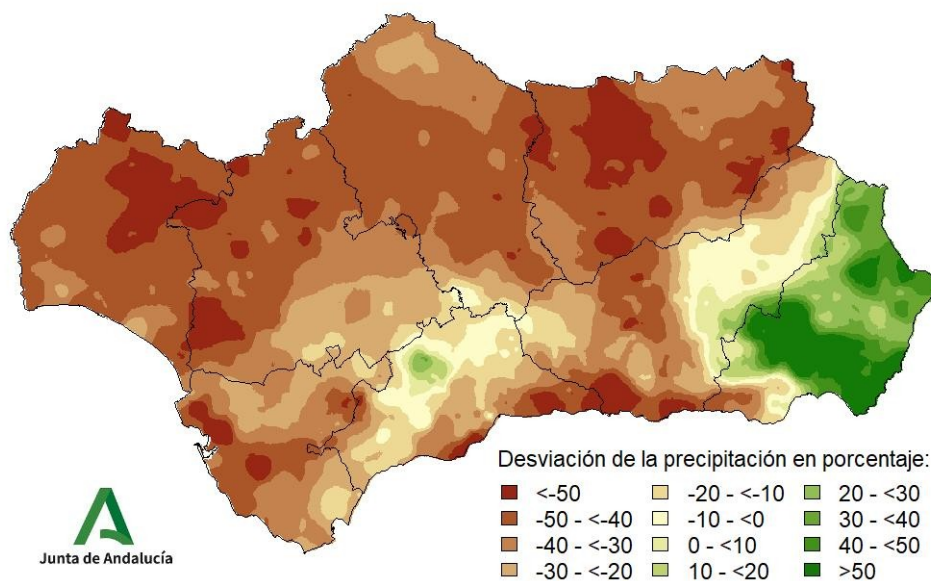 Desviación de la precipitación en porcentaje:
<-50 -20 - <-10 20 - <30
-50 - <-40 -10 - <0 30 - <40
-40 - <-30 0 - <10 40 - <50
-30 - <-20 10 - <20 >50
Junta de Andalucía